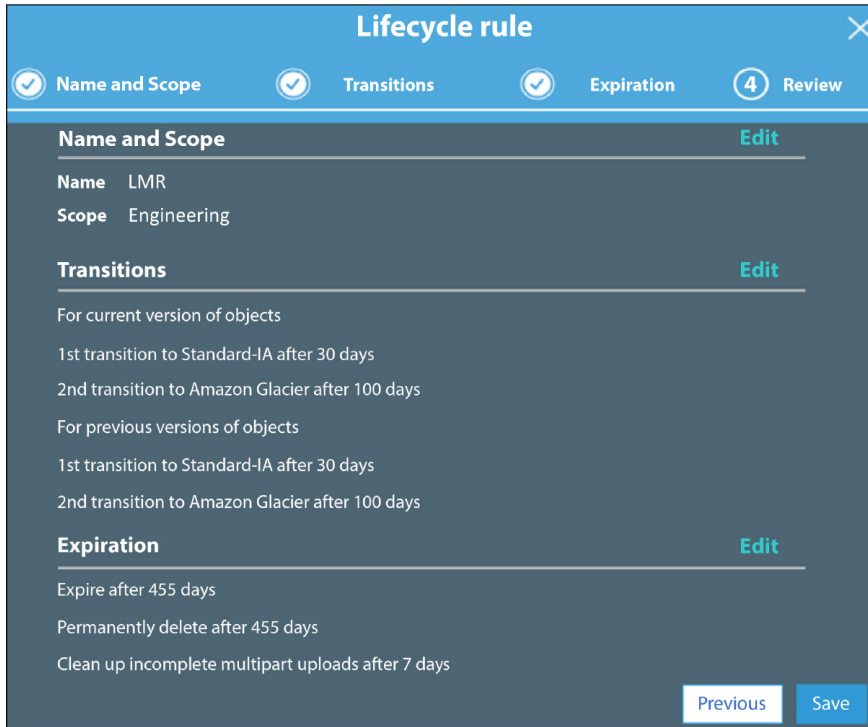 Lifecycle rule
Name and Scope Transitions Expiration 4 Review
Name and Scope Edit
Name LMR
Scope Engineering
Transitions Edit
For current version of objects
1st transition to Standard-IA after 30 days
2nd transition to Amazon Glacier after 100 days
For previous versions of objects
1st transition to Standard-IA after 30 days
2nd transition to Amazon Glacier after 100 days
Expiration Edit
Expire after 455 days
Permanently delete after 455 days
Clean up incomplete multipart uploads after 7 days
Previous Save